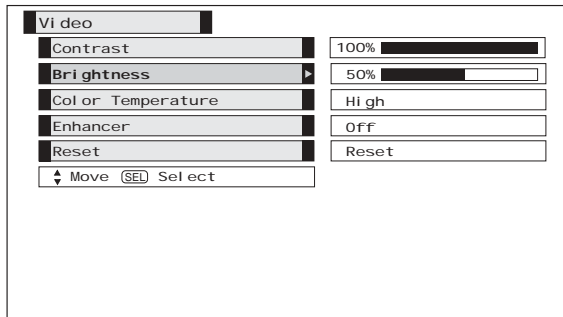 Video
Contrast 100%
Brightness 50%
Color Temperature High
Enhancer Off
Reset Reset
Move SEL Select